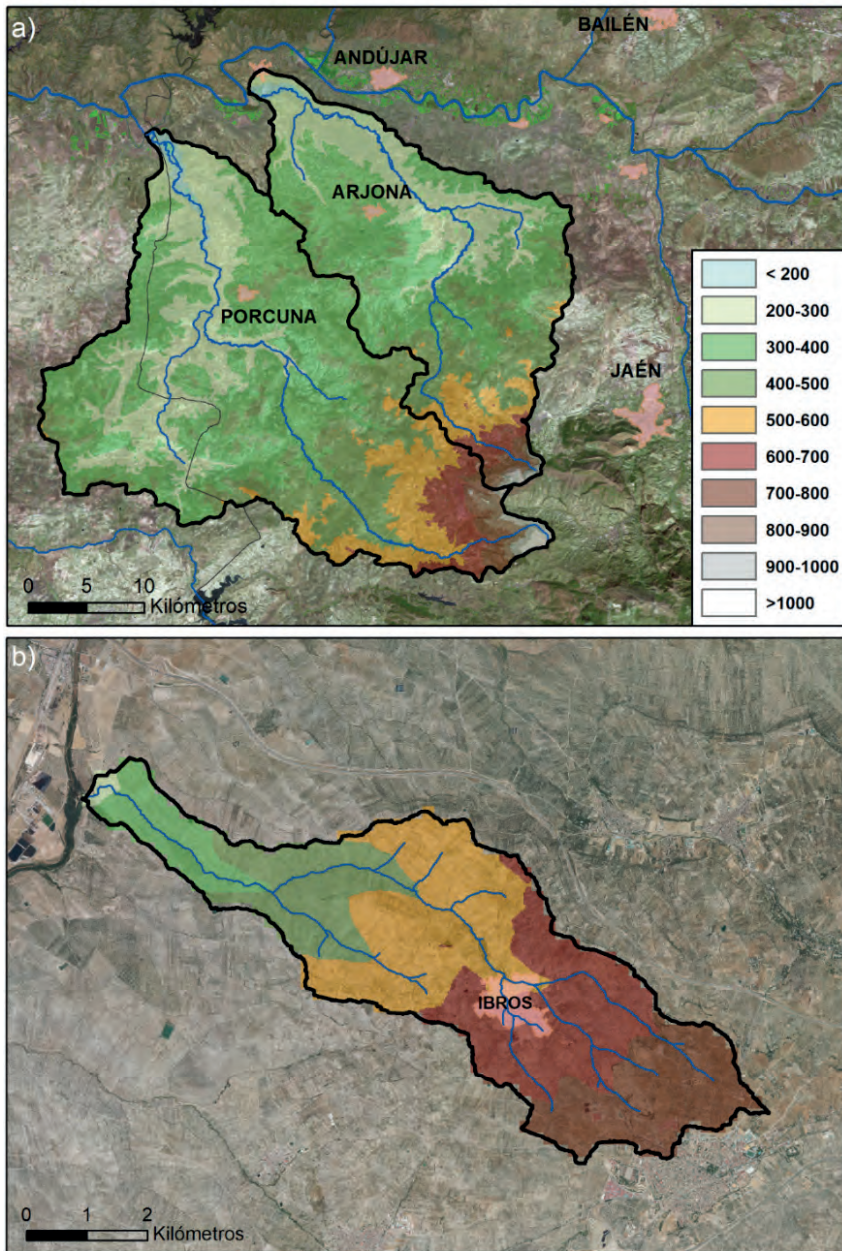 a)
BAILÉN
ANDÚJAR
ARJONA
PORCUNA
JAÉN
< 200
200-300
300-400
400-500
500-600
600-700
700-800
800-900
900-1000
>1000
0 5 10
Kilómetros
b)
IBROS
0 1 2
Kilómetros